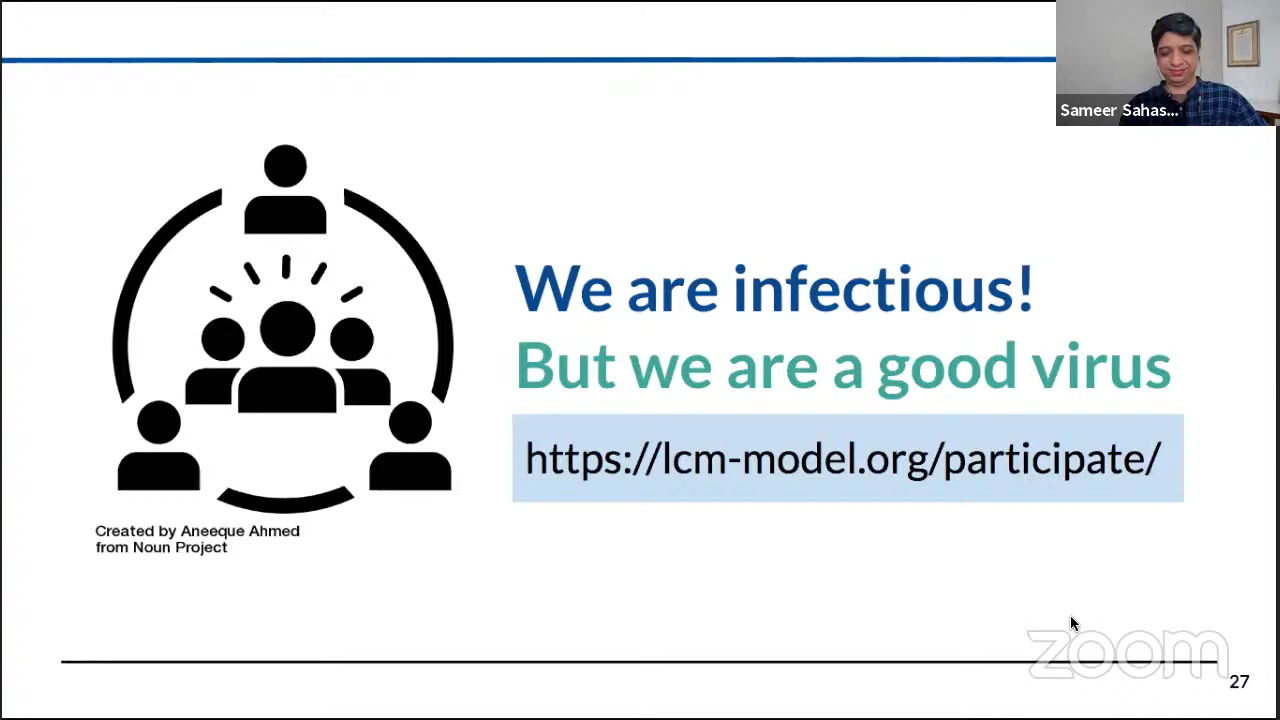 Sameer Sahas...
We are infectious!
But we are a good virus
https://lcm-model.org/participate/
Created by Aneeque Ahmed
from Noun Project
zoom
27